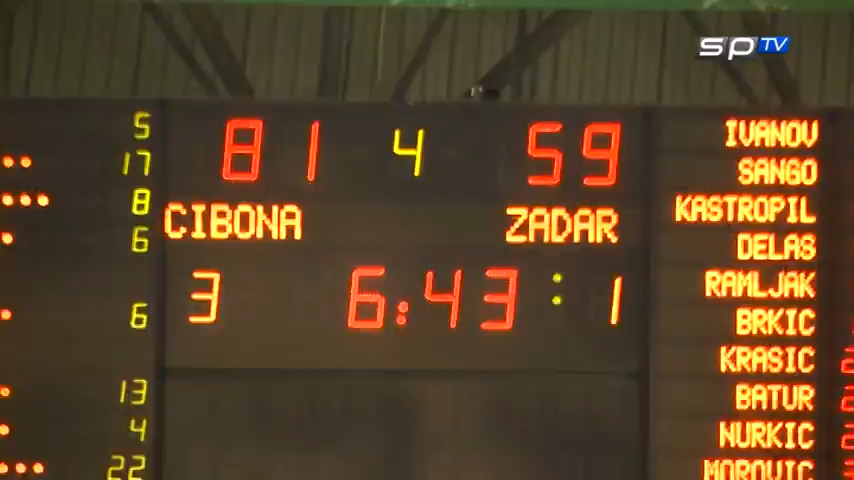 SPTV
5
81 4 59
IVANOV
17
SANGO
8
KASTROPIL
CIBONA ZADAR
6
DELAS
3 6:43 : 1
RAMLJAK
6
BRKIC
KRASIC
13
BATUR
4
NURKIC
22
MOROVIC